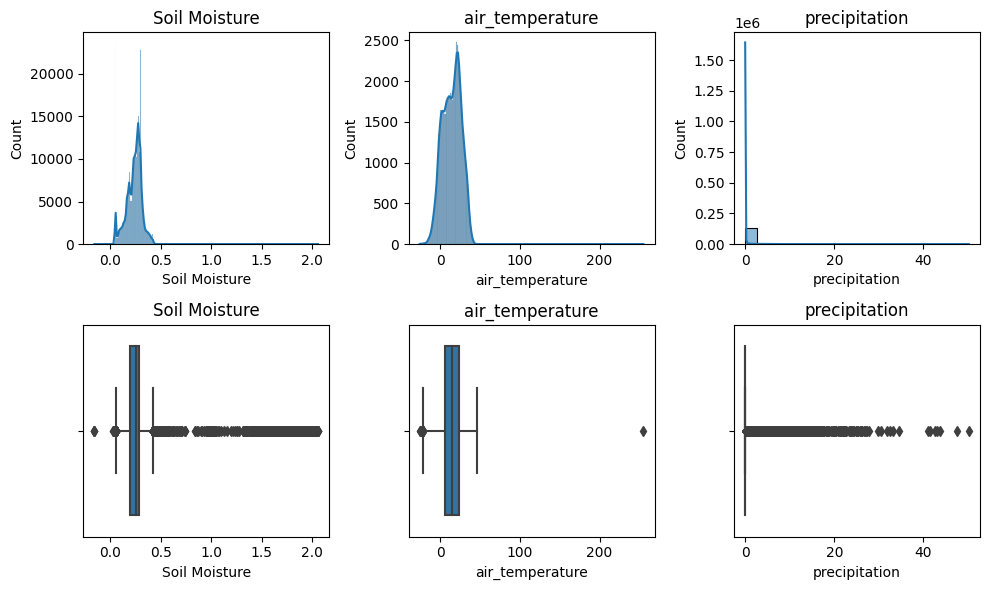 Soil Moisture
air_temperature
precipitation
1e6
Count
20000
15000
10000
5000
0
0.0 0.5 1.0 1.5 2.0
Soil Moisture
Count
2500
2000
1500
1000
500
0
0 100 200
air_temperature
Count
1.50
1.25
1.00
0.75
0.50
0.25
0.00
0 20 40
precipitation
Soil Moisture
air_temperature
precipitation
0.0 0.5 1.0 1.5 2.0
Soil Moisture
0 100 200
air_temperature
0 20 40
precipitation